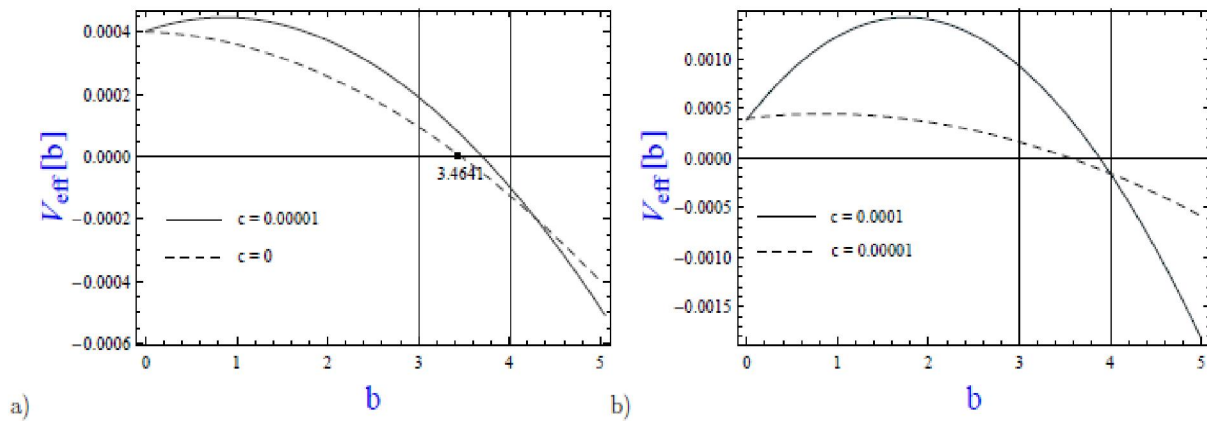 0.0004
0.0002
0.0000
−0.0002
−0.0004
−0.0006
V_eff [b]
3.4641
c = 0.00001
c = 0
0 1 2 3 4 5
b
a)
0.0010
0.0005
0.0000
−0.0005
−0.0010
−0.0015
V_eff [b]
c = 0.0001
c = 0.00001
0 1 2 3 4 5
b
b)